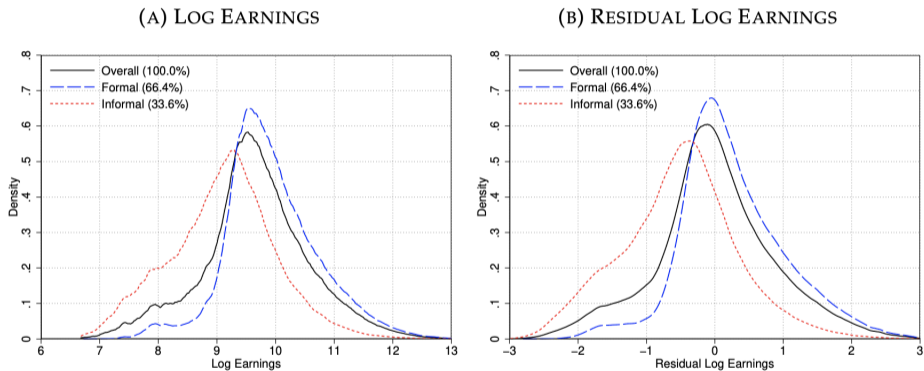 (A) LOG EARNINGS
.8
.7
.6
.5
.4
.3
.2
.1
0
Density
Overall (100.0%)
Formal (66.4%)
Informal (33.6%)
6 7 8 9 10 11 12 13
Log Earnings
(B) RESIDUAL LOG EARNINGS
.8
.7
.6
.5
.4
.3
.2
.1
0
Density
Overall (100.0%)
Formal (66.4%)
Informal (33.6%)
−3 −2 −1 0 1 2 3
Residual Log Earnings